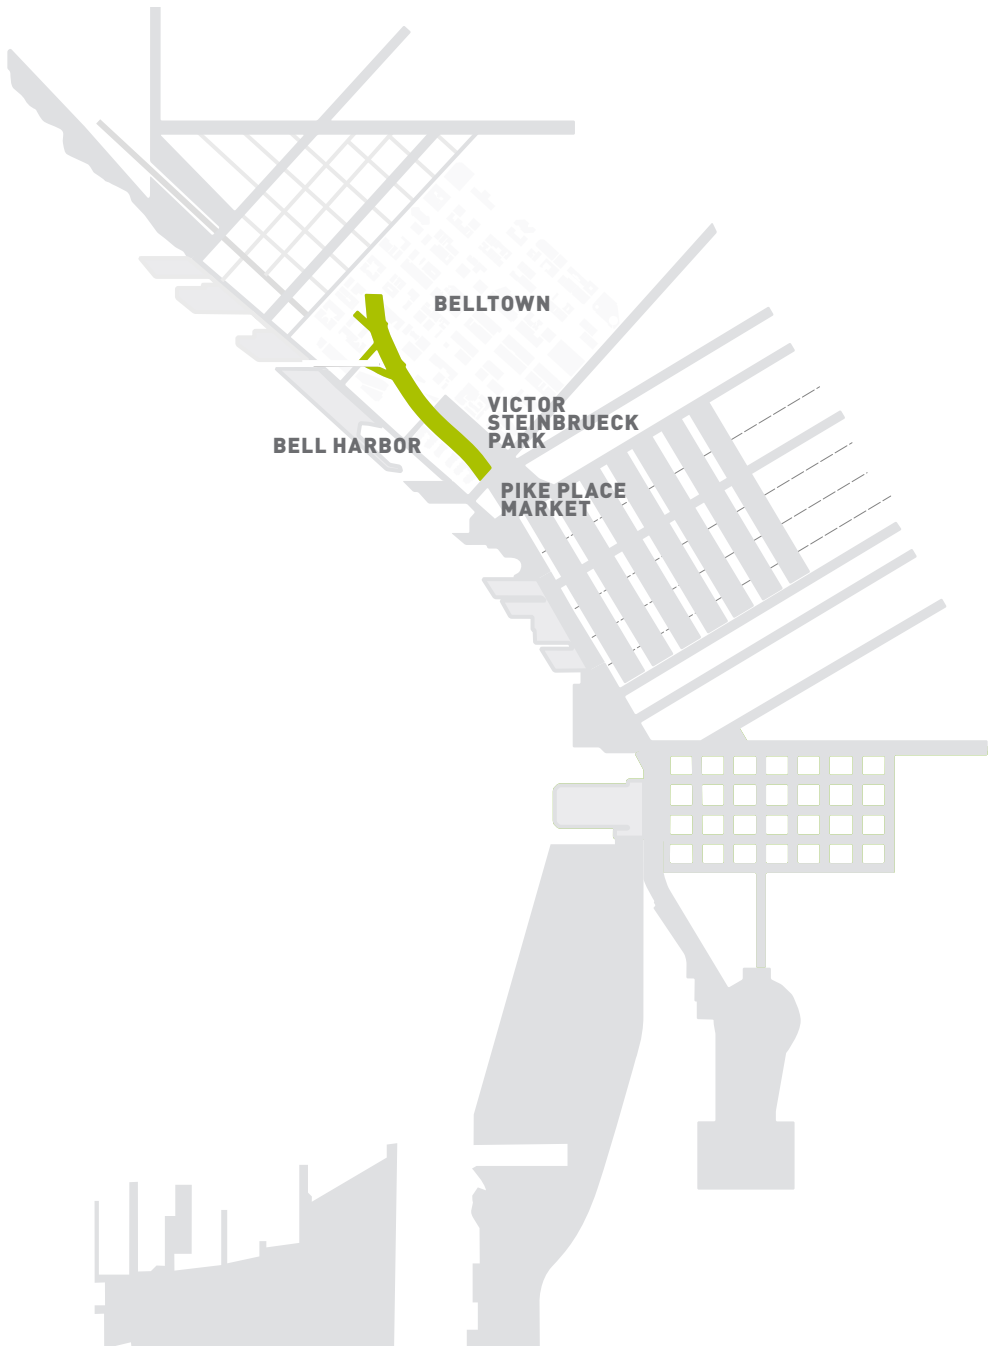 BELLTOWN
VICTOR
STEINBRUECK
PARK
BELL HARBOR
PIKE PLACE
MARKET